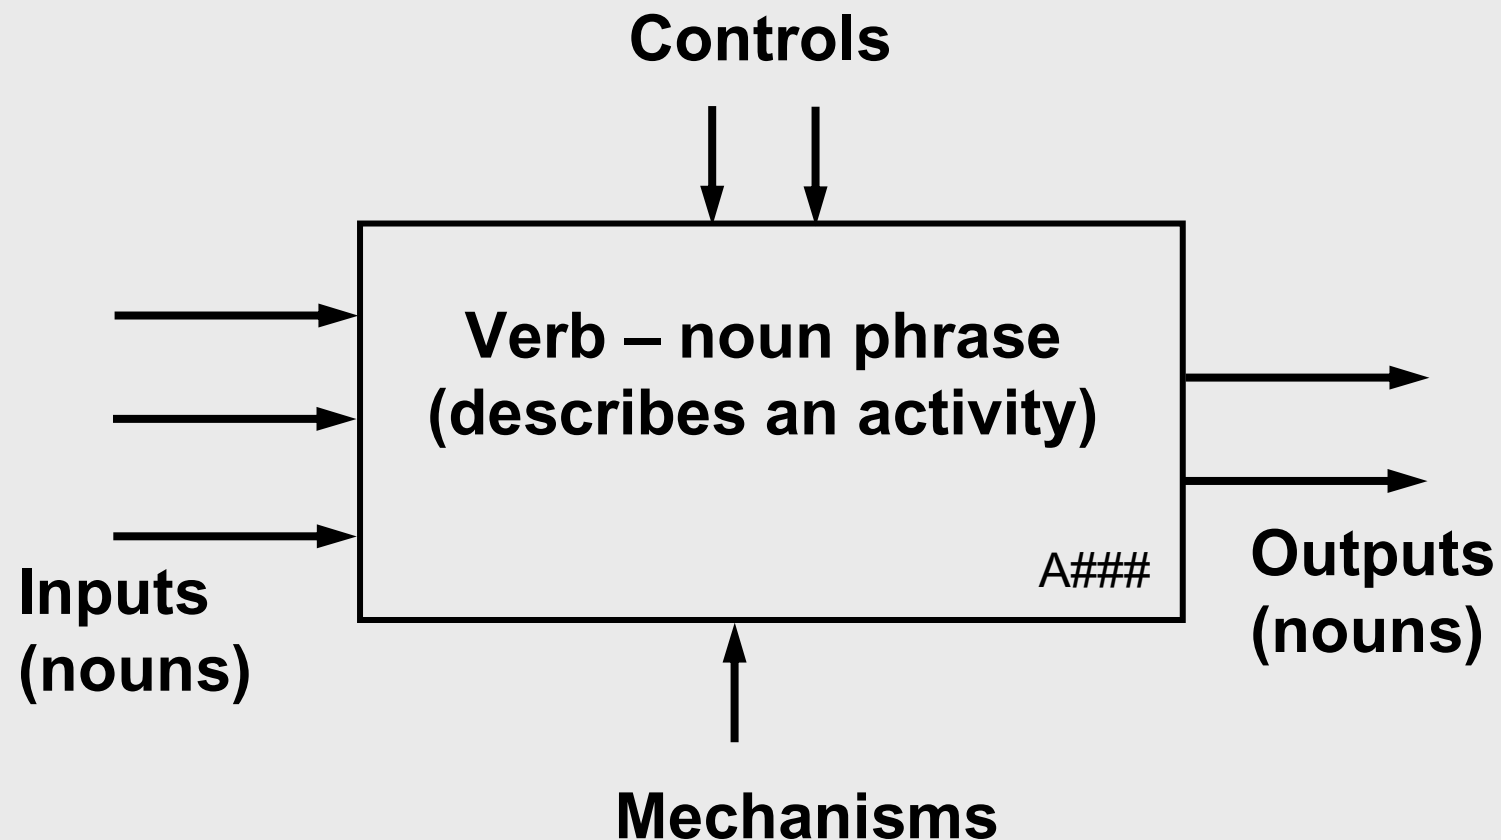 Controls
Verb – noun phrase
(describes an activity)
A###
Inputs
(nouns)
Outputs
(nouns)
Mechanisms